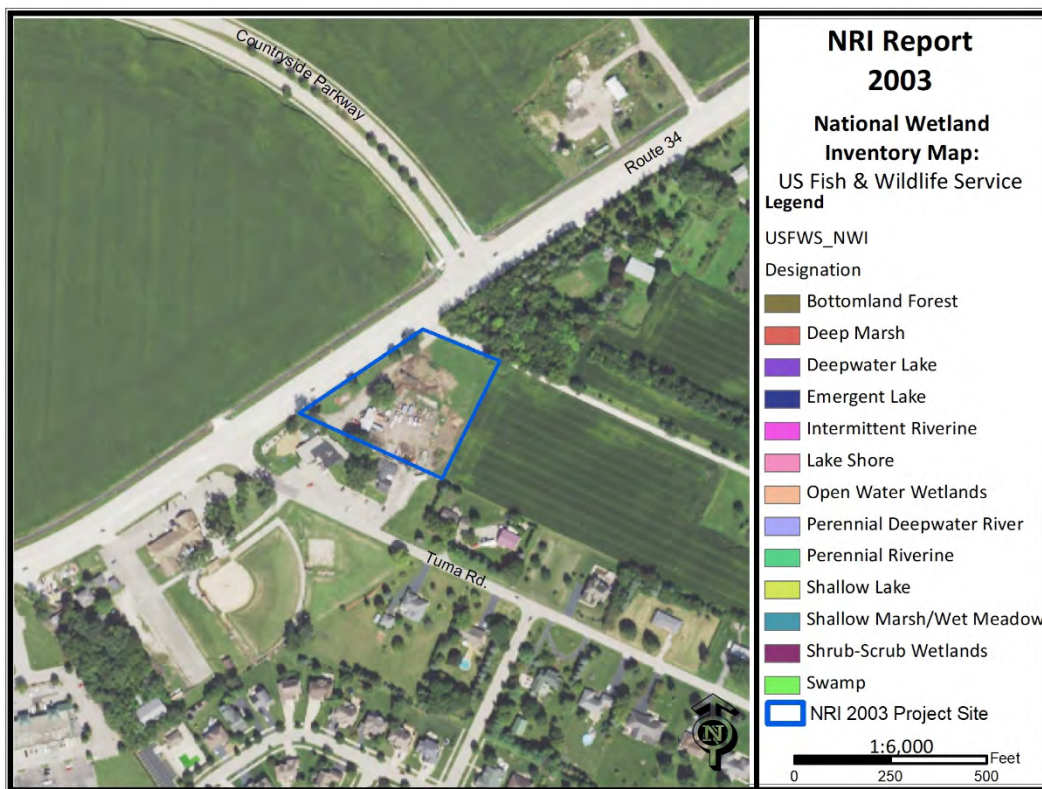 Countryside Parkway
Route 34
Tuma Rd.
N
NRI Report
2003
National Wetland
Inventory Map:
US Fish & Wildlife Service
Legend
USFWS_NWI
Designation
Bottomland Forest
Deep Marsh
Deepwater Lake
Emergent Lake
Intermittent Riverine
Lake Shore
Open Water Wetlands
Perennial Deepwater River
Perennial Riverine
Shallow Lake
Shallow Marsh/Wet Meadow
Shrub-Scrub Wetlands
Swamp
NRI 2003 Project Site
1:6,000
Feet
0 250 500